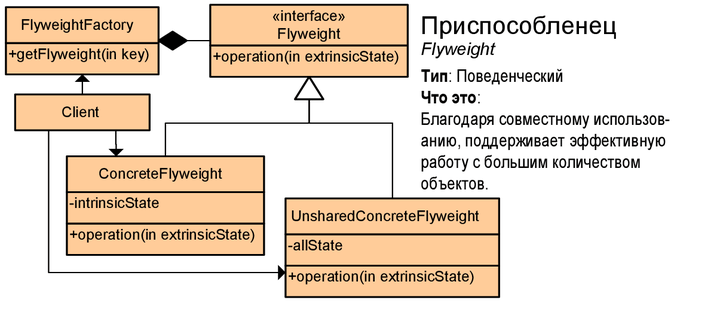 FlyweightFactory
+getFlyweight(in key)
«interface»
Flyweight
+operation(in extrinsicState)
Client
ConcreteFlyweight
-intrinsicState
+operation(in extrinsicState)
UnsharedConcreteFlyweight
-allState
+operation(in extrinsicState)
Приспособленец
Flyweight
Тип: Поведенческий
Что это:
Благодаря совместному использов-
анию, поддерживает эффективную
работу с большим количеством
объектов.